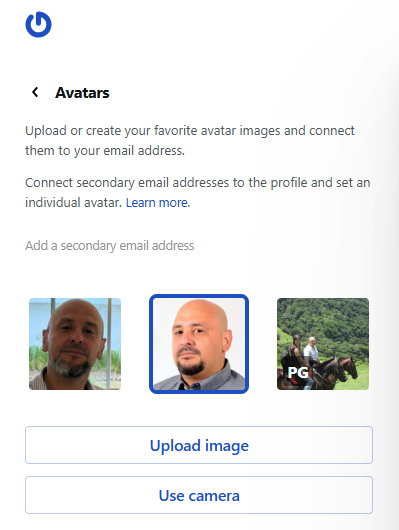 Avatars
Upload or create your favorite avatar images and connect
them to your email address.
Connect secondary email addresses to the profile and set an
individual avatar. Learn more.
Add a secondary email address
PG
Upload image
Use camera